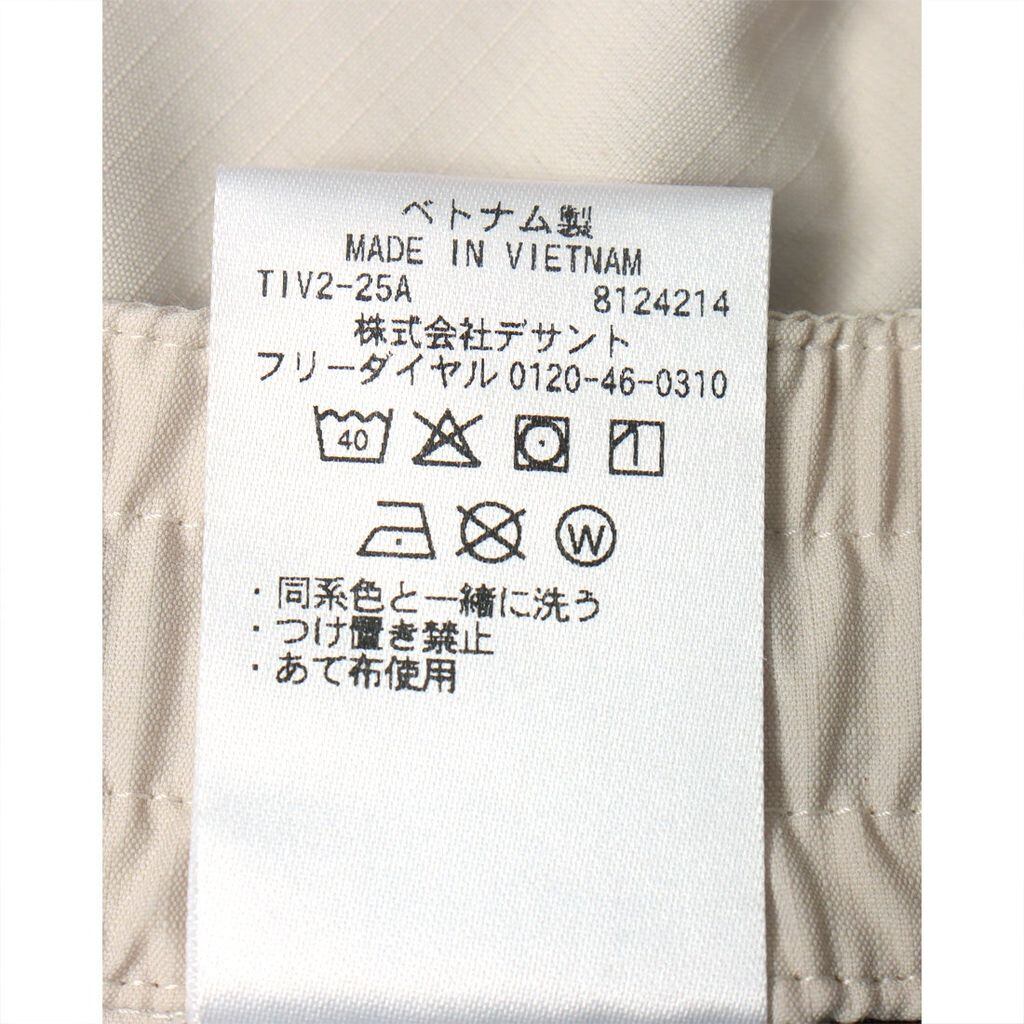 ベトナム製
MADE IN VIETNAM
TIV2-25A 8124214
株式会社デサント
フリーダイヤル 0120-46-0310
40
W
・同系色と一緒に洗う
・つけ置き禁止
・あて布使用